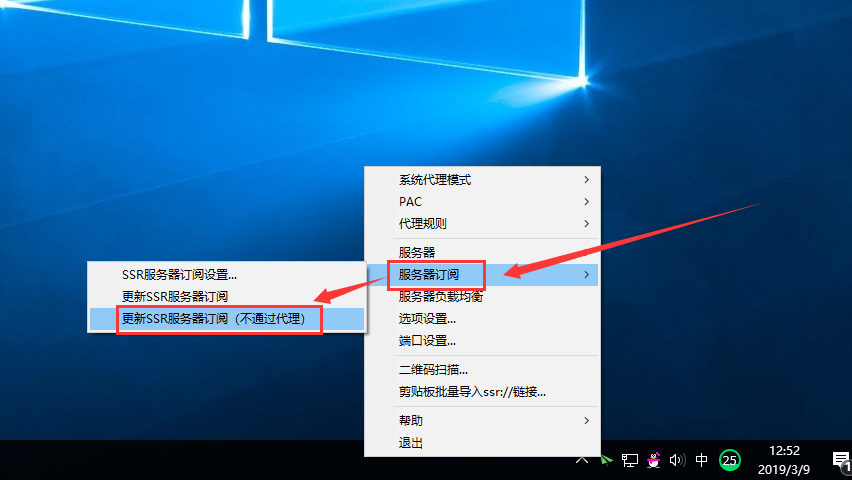 系统代理模式
PAC
代理规则
服务器
服务器订阅
服务器负载均衡
选项设置...
端口设置...
二维码扫描...
剪贴板批量导入ssr://链接...
帮助
退出
SSR服务器订阅设置...
更新SSR服务器订阅
更新SSR服务器订阅（不通过代理）
中
25
12:52
2019/3/9
1